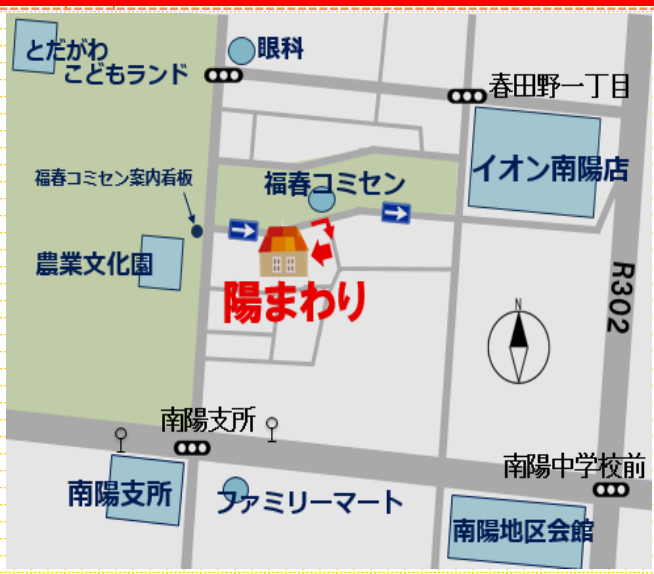 とだがわ
こどもランド
眼科
春田野一丁目
イオン南陽店
福春コミセン案内看板
福春コミセン
農業文化園
陽まわり
R302
N
南陽支所
南陽中学校前
南陽支所
ファミリーマート
南陽地区会館